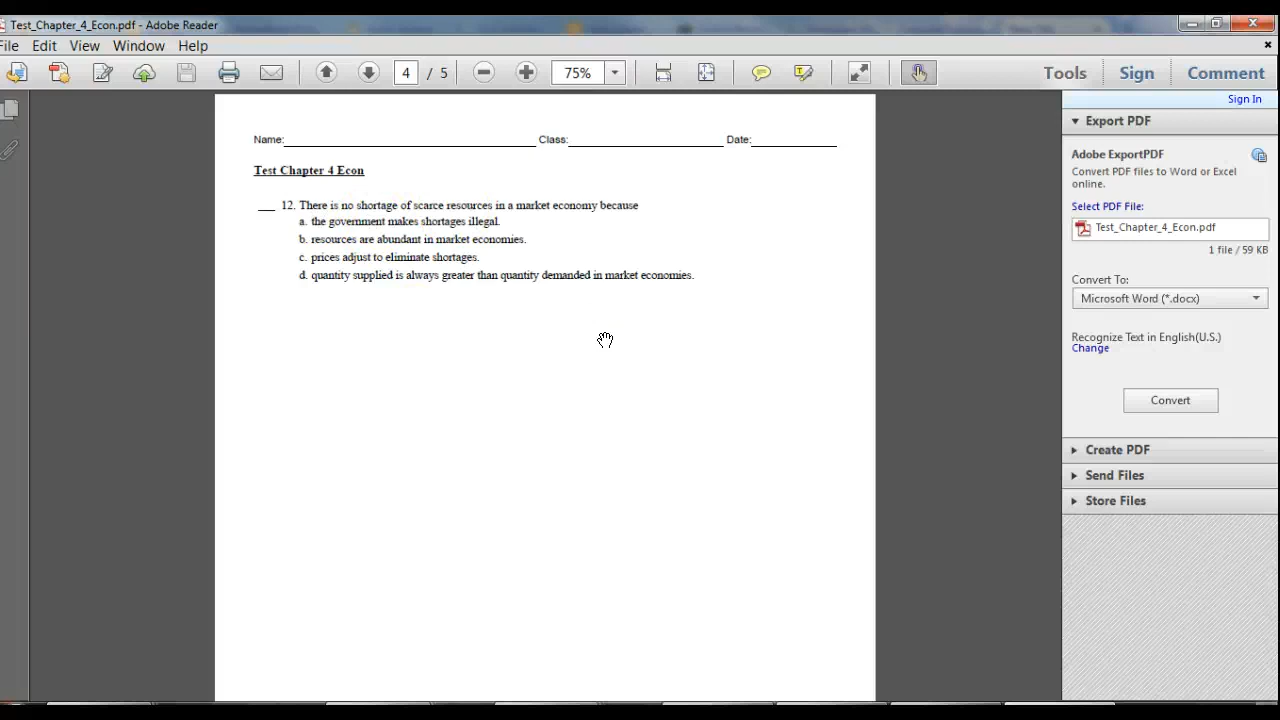 Test_Chapter_4_Econ.pdf - Adobe Reader
File Edit View Window Help
4 / 5 75% Tools Sign Comment
Sign In
Export PDF
Adobe ExportPDF
Convert PDF files to Word or Excel
online.
Select PDF File:
Test_Chapter_4_Econ.pdf
1 file / 59 KB
Convert To:
Microsoft Word (*.docx)
Recognize Text in English(U.S.)
Change
Convert
Create PDF
Send Files
Store Files
Name: Class: Date:
Test Chapter 4 Econ
___ 12. There is no shortage of scarce resources in a market economy because
a. the government makes shortages illegal.
b. resources are abundant in market economies.
c. prices adjust to eliminate shortages.
d. quantity supplied is always greater than quantity demanded in market economies.